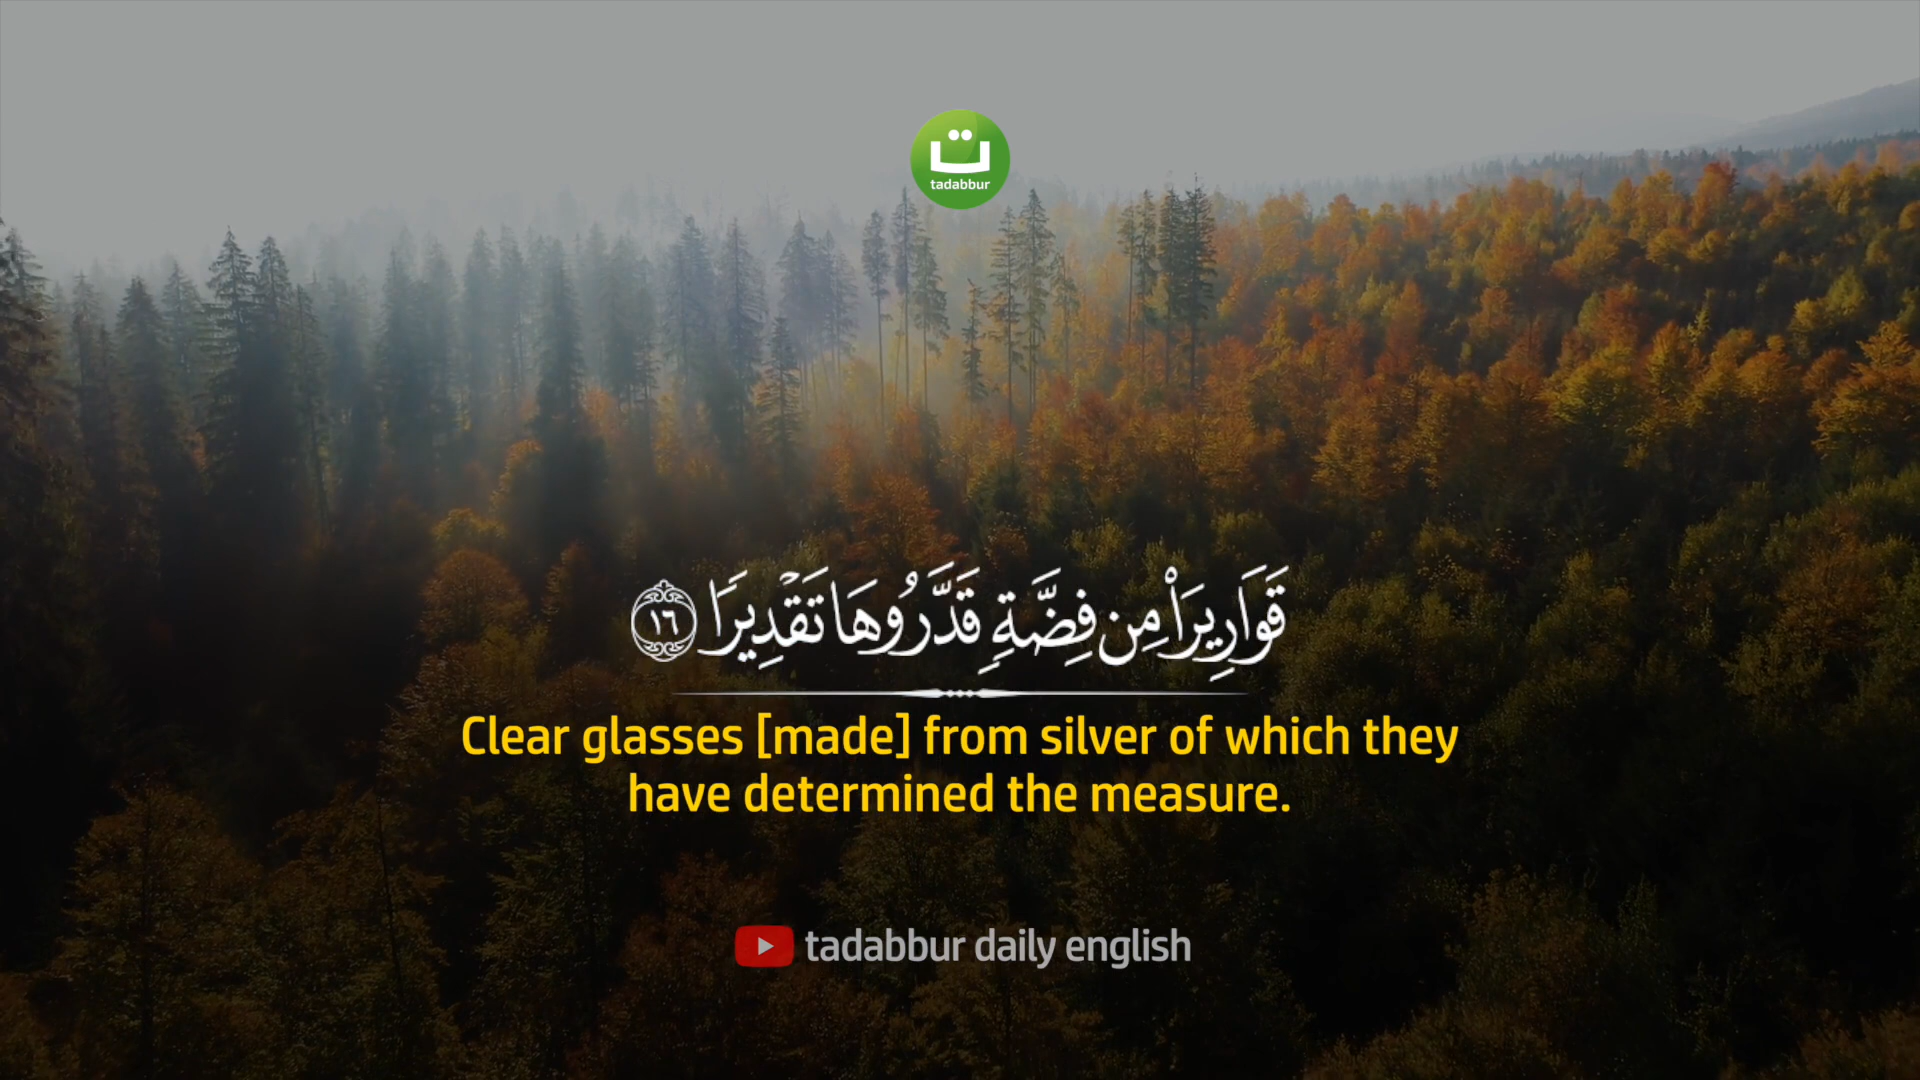 ت
tadabbur
قَوَارِيرَا۟ مِن فِضَّةٍ قَدَّرُوهَا تَقْدِيرًا ١٦
Clear glasses [made] from silver of which they
have determined the measure.
tadabbur daily english